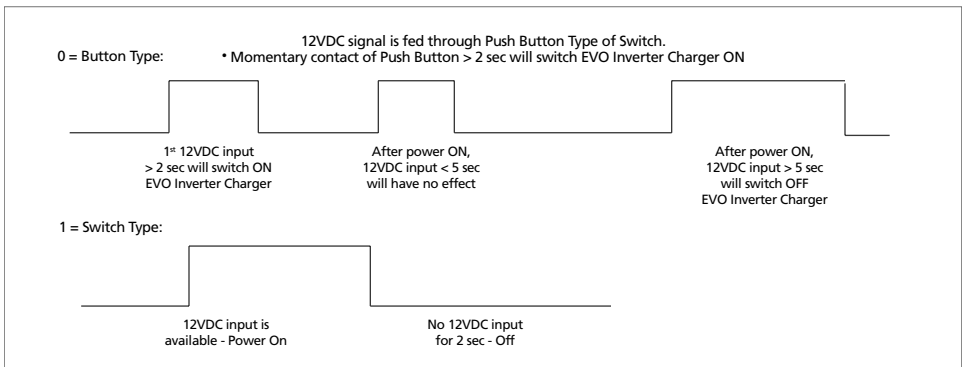 12VDC signal is fed through Push Button Type of Switch.
0 = Button Type:
• Momentary contact of Push Button > 2 sec will switch EVO Inverter Charger ON
1st 12VDC input
> 2 sec will switch ON
EVO Inverter Charger
After power ON,
12VDC input < 5 sec
will have no effect
After power ON,
12VDC input > 5 sec
will switch OFF
EVO Inverter Charger
1 = Switch Type:
12VDC input is
available - Power On
No 12VDC input
for 2 sec - Off